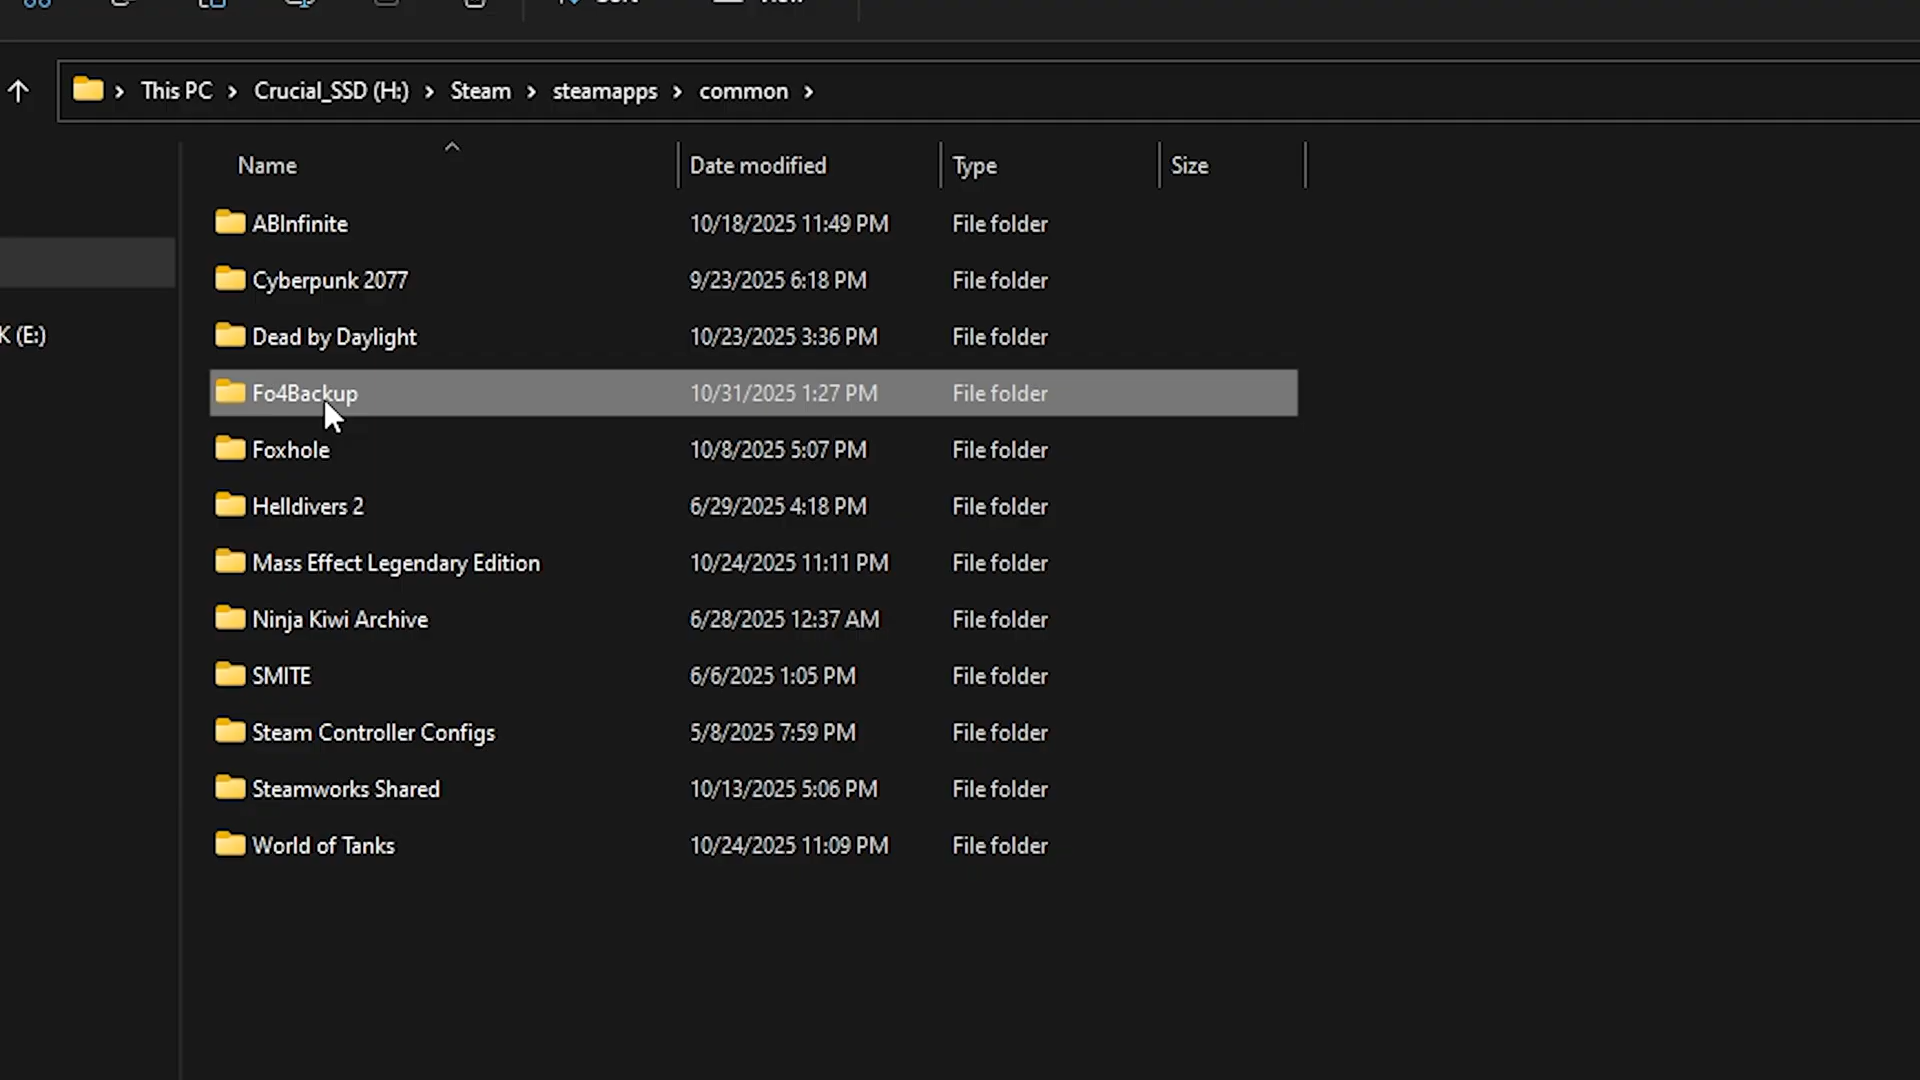 This PC > Crucial_SSD (H:) > Steam > steamapps > common >
Name Date modified Type Size
ABInfinite 10/18/2025 11:49 PM File folder
Cyberpunk 2077 9/23/2025 6:18 PM File folder
K (E:)
Dead by Daylight 10/23/2025 3:36 PM File folder
Fo4Backup 10/31/2025 1:27 PM File folder
Foxhole 10/8/2025 5:07 PM File folder
Helldivers 2 6/29/2025 4:18 PM File folder
Mass Effect Legendary Edition 10/24/2025 11:11 PM File folder
Ninja Kiwi Archive 6/28/2025 12:37 AM File folder
SMITE 6/6/2025 1:05 PM File folder
Steam Controller Configs 5/8/2025 7:59 PM File folder
Steamworks Shared 10/13/2025 5:06 PM File folder
World of Tanks 10/24/2025 11:09 PM File folder